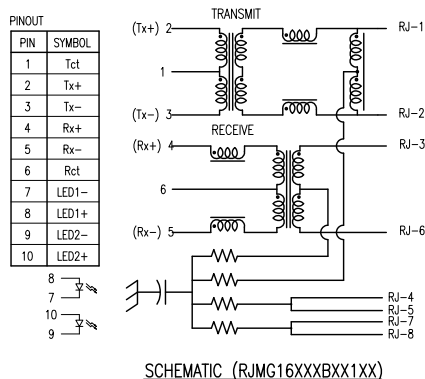 PINOUT
PIN SYMBOL
1 Tct
2 Tx+
3 Tx-
4 Rx+
5 Rx-
6 Rct
7 LED1-
8 LED1+
9 LED2-
10 LED2+
8
7
10
9
TRANSMIT
(Tx+) 2
RJ-1
1
(Tx-) 3
RJ-2
RECEIVE
(Rx+) 4
RJ-3
6
(Rx-) 5
RJ-6
RJ-4
RJ-5
RJ-7
RJ-8
SCHEMATIC (RJMG16XXXBXX1XX)